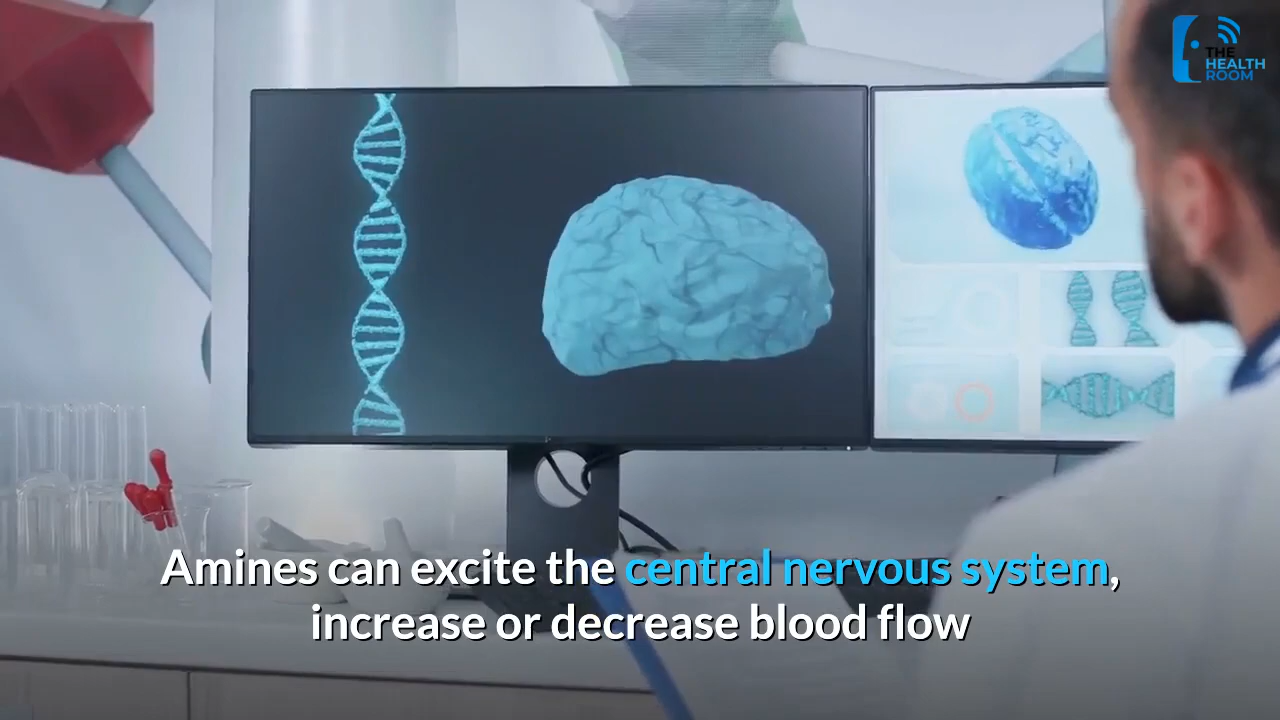 THE
HEALTH
ROOM
Amines can excite the central nervous system,
increase or decrease blood flow